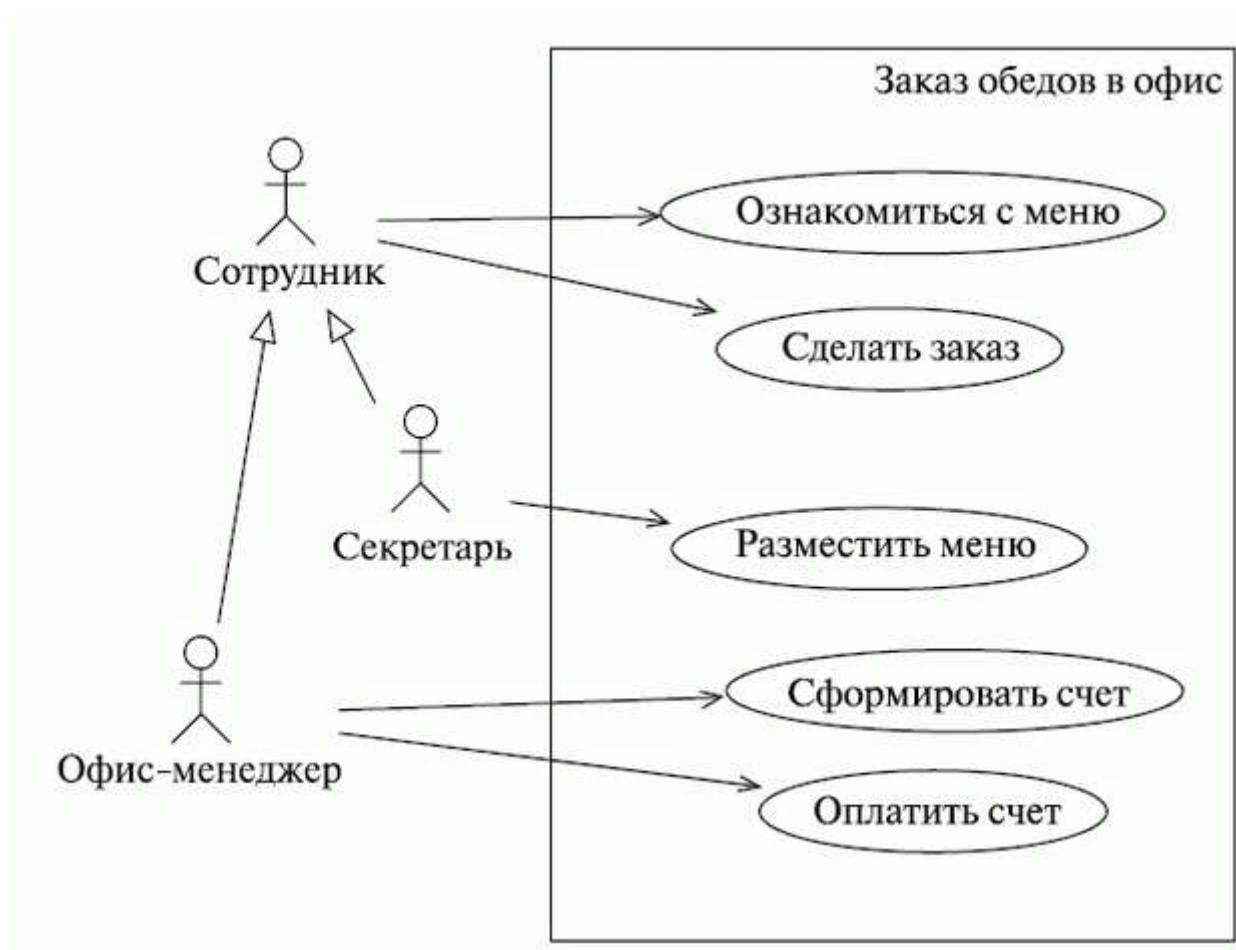 Заказ обедов в офис
Ознакомиться с меню
Сотрудник
Сделать заказ
Секретарь
Разместить меню
Сформировать счет
Офис-менеджер
Оплатить счет